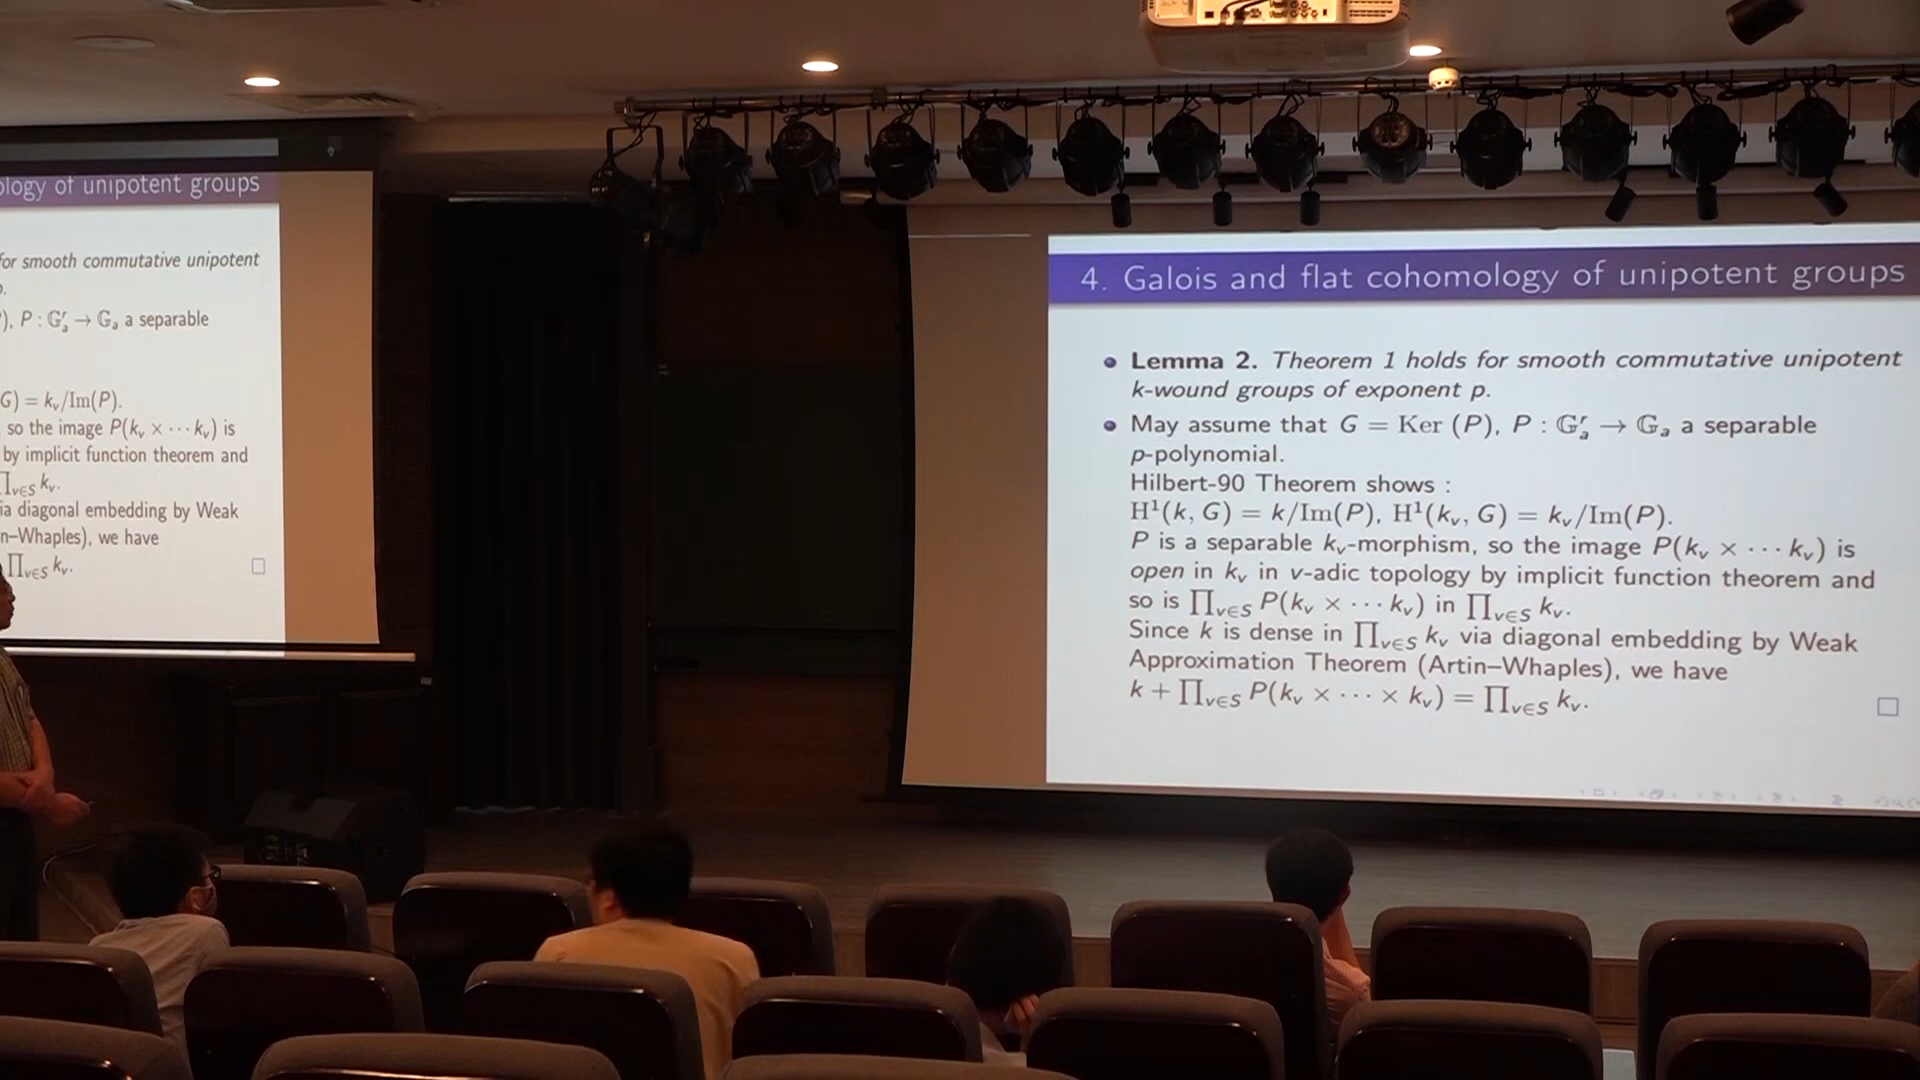 ology of unipotent groups
for smooth commutative unipotent
p.
), P : 𝔾ₐʳ → 𝔾ₐ a separable
G) = kᵥ/Im(P).
, so the image P(kᵥ × ⋯ kᵥ) is
by implicit function theorem and
∏ᵥ∈S kᵥ.
ia diagonal embedding by Weak
n–Whaples), we have
∏ᵥ∈S kᵥ. □
4. Galois and flat cohomology of unipotent groups
• Lemma 2. Theorem 1 holds for smooth commutative unipotent
k-wound groups of exponent p.
• May assume that G = Ker (P), P : 𝔾ₐʳ → 𝔾ₐ a separable
p-polynomial.
Hilbert-90 Theorem shows :
H¹(k, G) = k/Im(P), H¹(kᵥ, G) = kᵥ/Im(P).
P is a separable kᵥ-morphism, so the image P(kᵥ × ⋯ kᵥ) is
open in kᵥ in v-adic topology by implicit function theorem and
so is ∏ᵥ∈S P(kᵥ × ⋯ kᵥ) in ∏ᵥ∈S kᵥ.
Since k is dense in ∏ᵥ∈S kᵥ via diagonal embedding by Weak
Approximation Theorem (Artin–Whaples), we have
k + ∏ᵥ∈S P(kᵥ × ⋯ × kᵥ) = ∏ᵥ∈S kᵥ. □